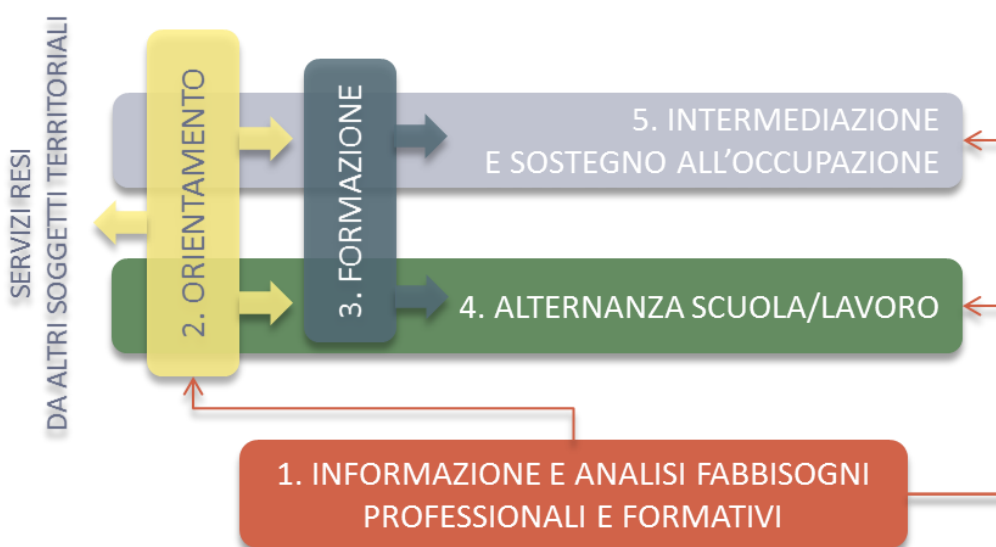 SERVIZI RESI
DA ALTRI SOGGETTI TERRITORIALI
2. ORIENTAMENTO
3. FORMAZIONE
5. INTERMEDIAZIONE
E SOSTEGNO ALL’OCCUPAZIONE
4. ALTERNANZA SCUOLA/LAVORO
1. INFORMAZIONE E ANALISI FABBISOGNI
PROFESSIONALI E FORMATIVI